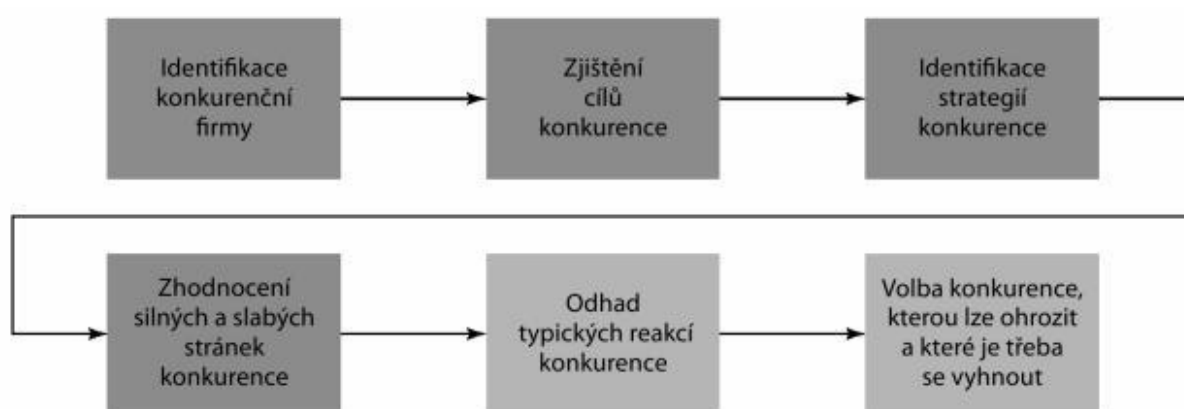 Identifikace
konkurenční
firmy
Zjištění
cílů
konkurence
Identifikace
strategií
konkurence
Zhodnocení
silných a slabých
stránek
konkurence
Odhad
typických reakcí
konkurence
Volba konkurence,
kterou lze ohrozit
a které je třeba
se vyhnout